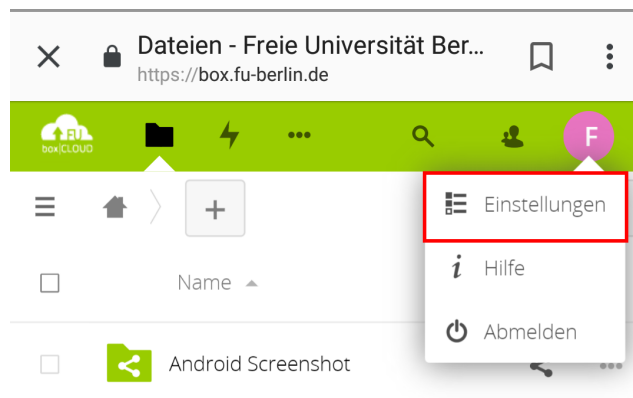 Dateien - Freie Universität Ber...
https://box.fu-berlin.de
FU
box|CLOUD
F
Einstellungen
Name
Hilfe
Abmelden
Android Screenshot